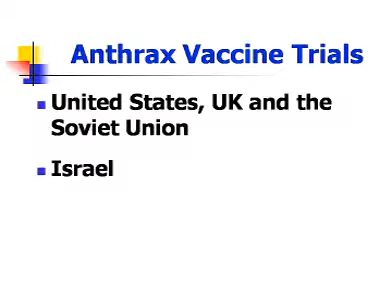 Anthrax Vaccine Trials
United States, UK and the
Soviet Union
Israel